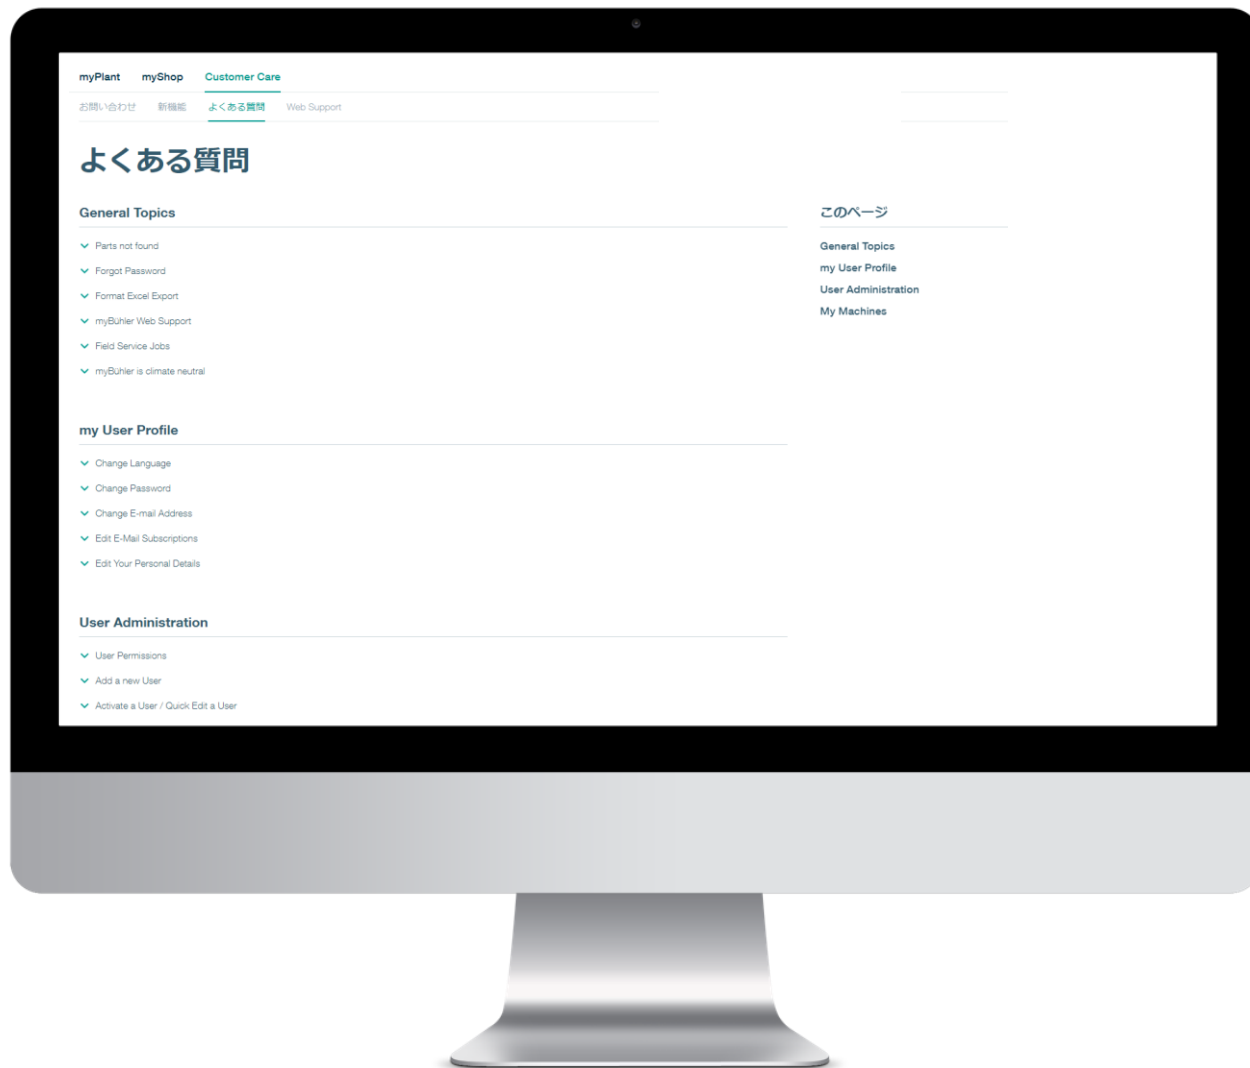 myPlant myShop Customer Care
お問い合わせ 新機能 よくある質問 Web Support
よくある質問
General Topics
Parts not found
Forgot Password
Format Excel Export
myBühler Web Support
Field Service Jobs
myBühler is climate neutral
my User Profile
Change Language
Change Password
Change E-mail Address
Edit E-Mail Subscriptions
Edit Your Personal Details
User Administration
User Permissions
Add a new User
Activate a User / Quick Edit a User
このページ
General Topics
my User Profile
User Administration
My Machines